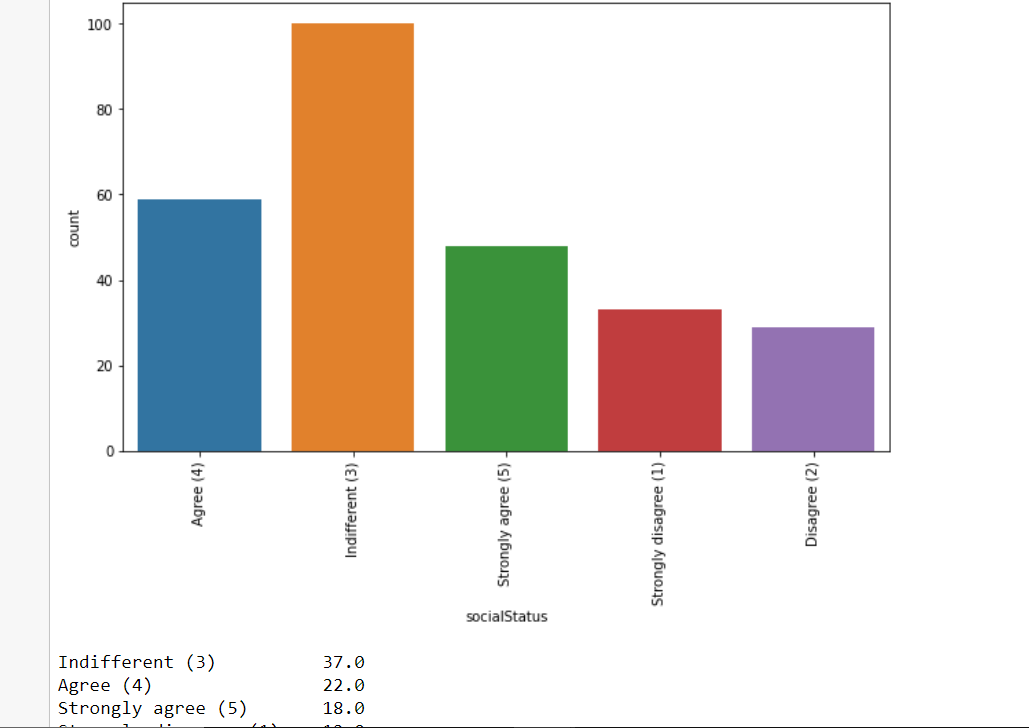 100
80
60
40
20
0
count
Agree (4)
Indifferent (3)
Strongly agree (5)
Strongly disagree (1)
Disagree (2)
socialStatus
Indifferent (3) 37.0
Agree (4) 22.0
Strongly agree (5) 18.0